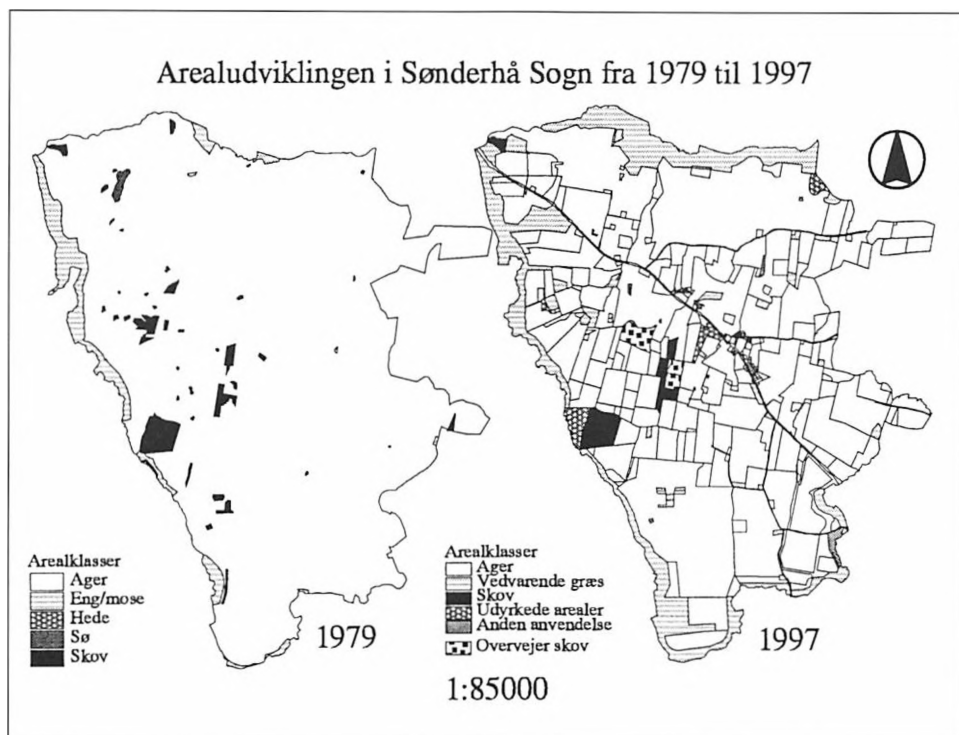 Arealudviklingen i Sønderhå Sogn fra 1979 til 1997
Arealklasser
Ager
Eng/mose
Hede
Sø
Skov
1979
Arealklasser
Ager
Vedvarende græs
Skov
Udyrkede arealer
Anden anvendelse
Overvejer skov
1997
1:85000